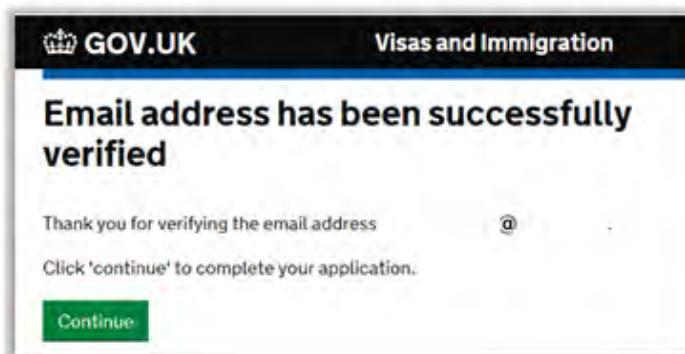 GOV.UK Visas and Immigration
Email address has been successfully
verified
Thank you for verifying the email address @ .
Click 'continue' to complete your application.
Continue